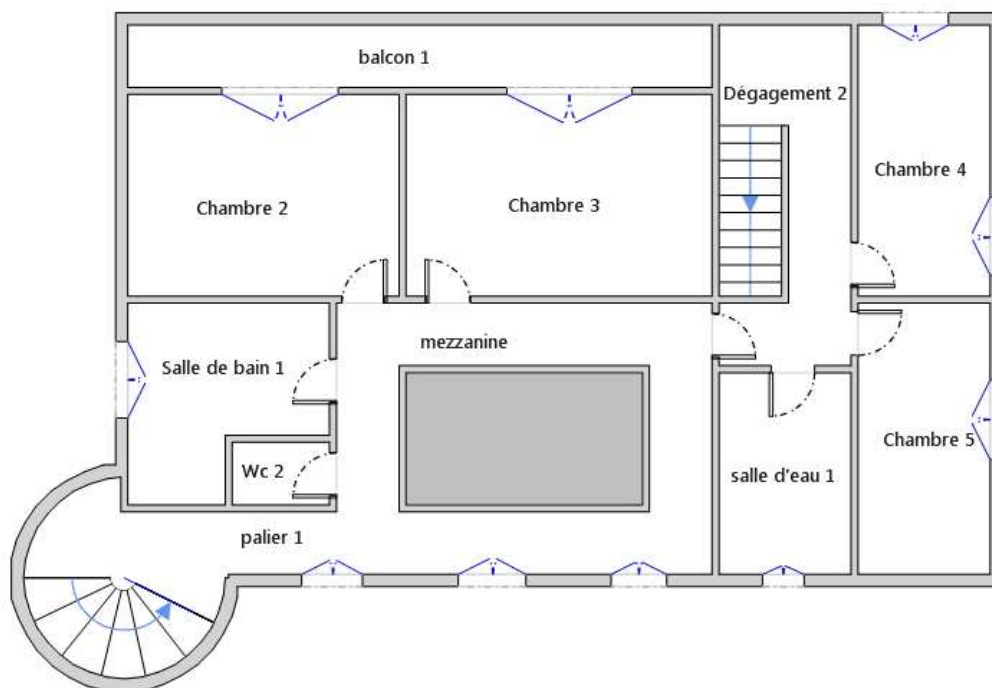 balcon 1
Dégagement 2
Chambre 4
Chambre 2
Chambre 3
mezzanine
Salle de bain 1
Chambre 5
Wc 2
salle d'eau 1
palier 1